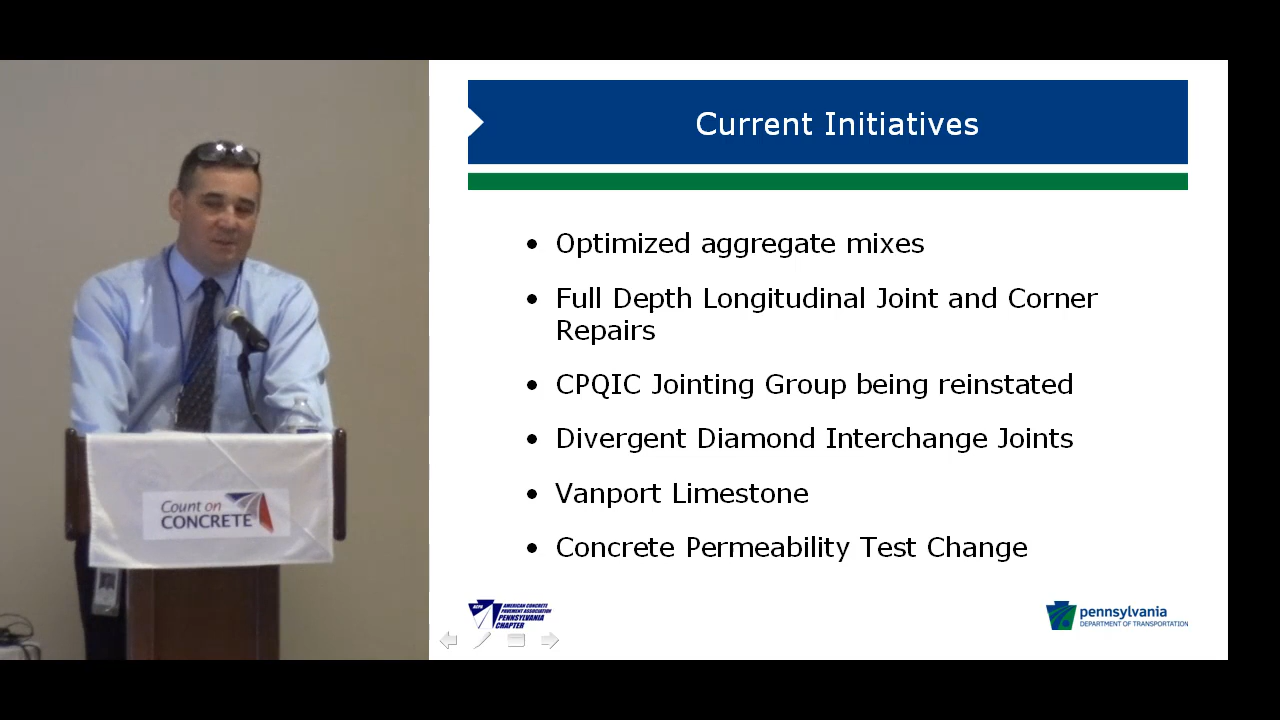 Current Initiatives
• Optimized aggregate mixes
• Full Depth Longitudinal Joint and Corner
Repairs
• CPQIC Jointing Group being reinstated
• Divergent Diamond Interchange Joints
• Vanport Limestone
• Concrete Permeability Test Change
Count on
CONCRETE
ACPA
AMERICAN CONCRETE
PAVEMENT ASSOCIATION
PENNSYLVANIA
CHAPTER
pennsylvania
DEPARTMENT OF TRANSPORTATION